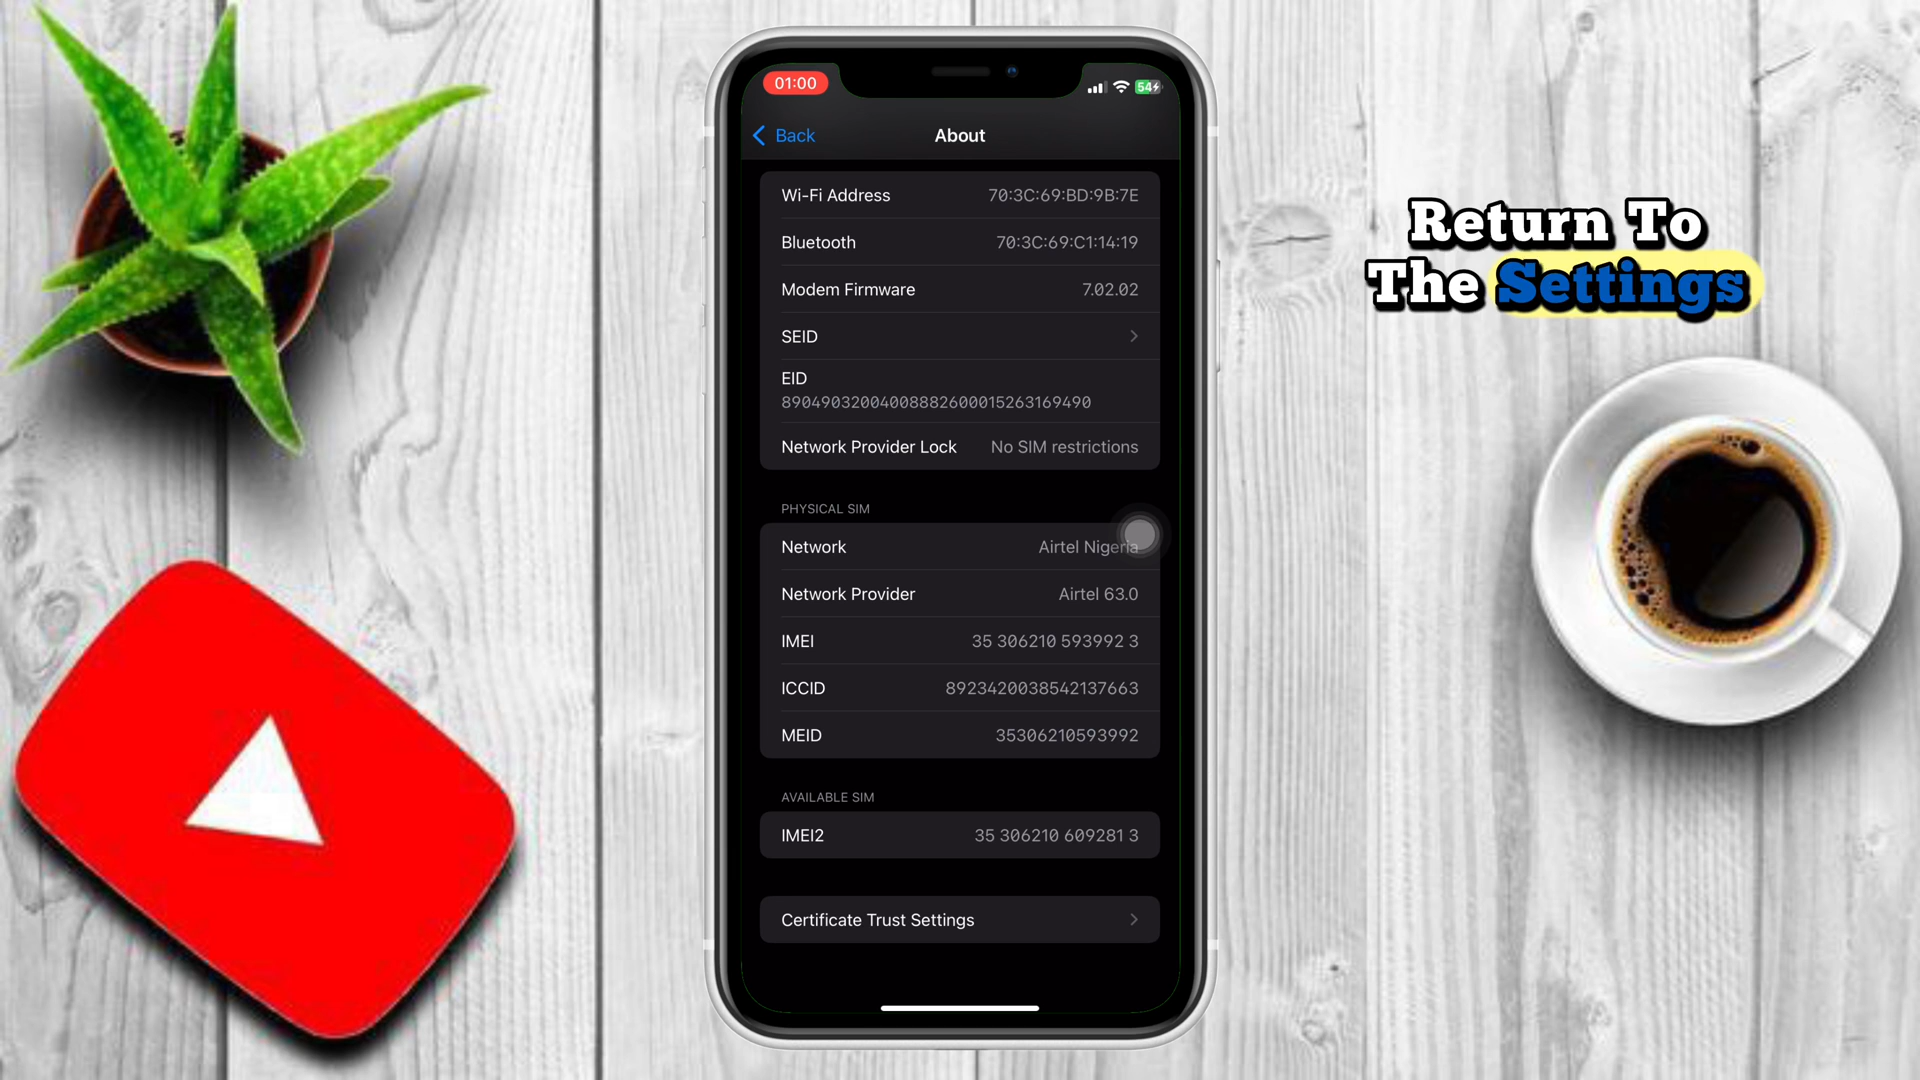 01:00
54
Back
About
Wi-Fi Address 70:3C:69:BD:9B:7E
Bluetooth 70:3C:69:C1:14:19
Modem Firmware 7.02.02
SEID
EID
89049032004008882600015263169490
Network Provider Lock No SIM restrictions
PHYSICAL SIM
Network Airtel Nigeria
Network Provider Airtel 63.0
IMEI 35 306210 593992 3
ICCID 8923420038542137663
MEID 35306210593992
AVAILABLE SIM
IMEI2 35 306210 609281 3
Certificate Trust Settings
Return To
The Settings